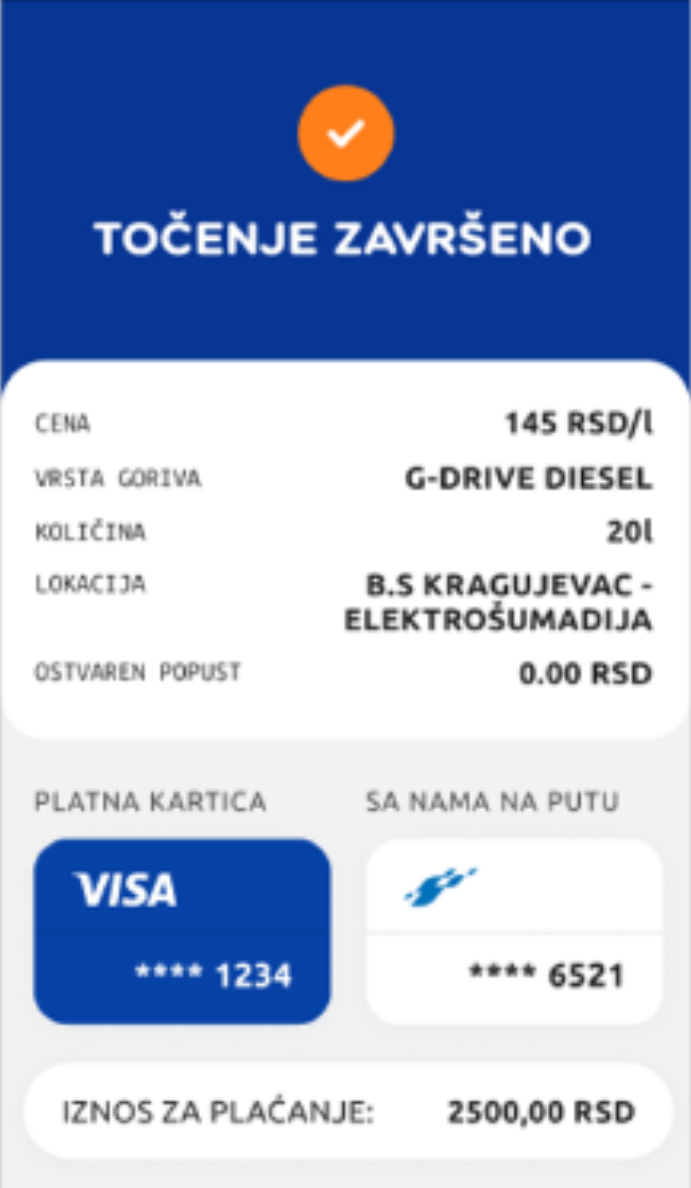 TOČENJE ZAVRŠENO
CENA 145 RSD/l
VRSTA GORIVA G-DRIVE DIESEL
KOLIČINA 20l
LOKACIJA B.S KRAGUJEVAC -
ELEKTROŠUMADIJA
OSTVAREN POPUST 0.00 RSD
PLATNA KARTICA SA NAMA NA PUTU
VISA
**** 1234 **** 6521
IZNOS ZA PLAĆANJE: 2500,00 RSD